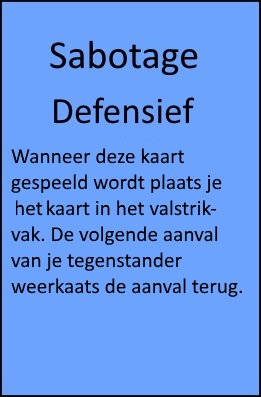 Sabotage
Defensief
Wanneer deze kaart
gespeeld wordt plaats je
het kaart in het valstrik-
vak. De volgende aanval
van je tegenstander
weerkaats de aanval terug.